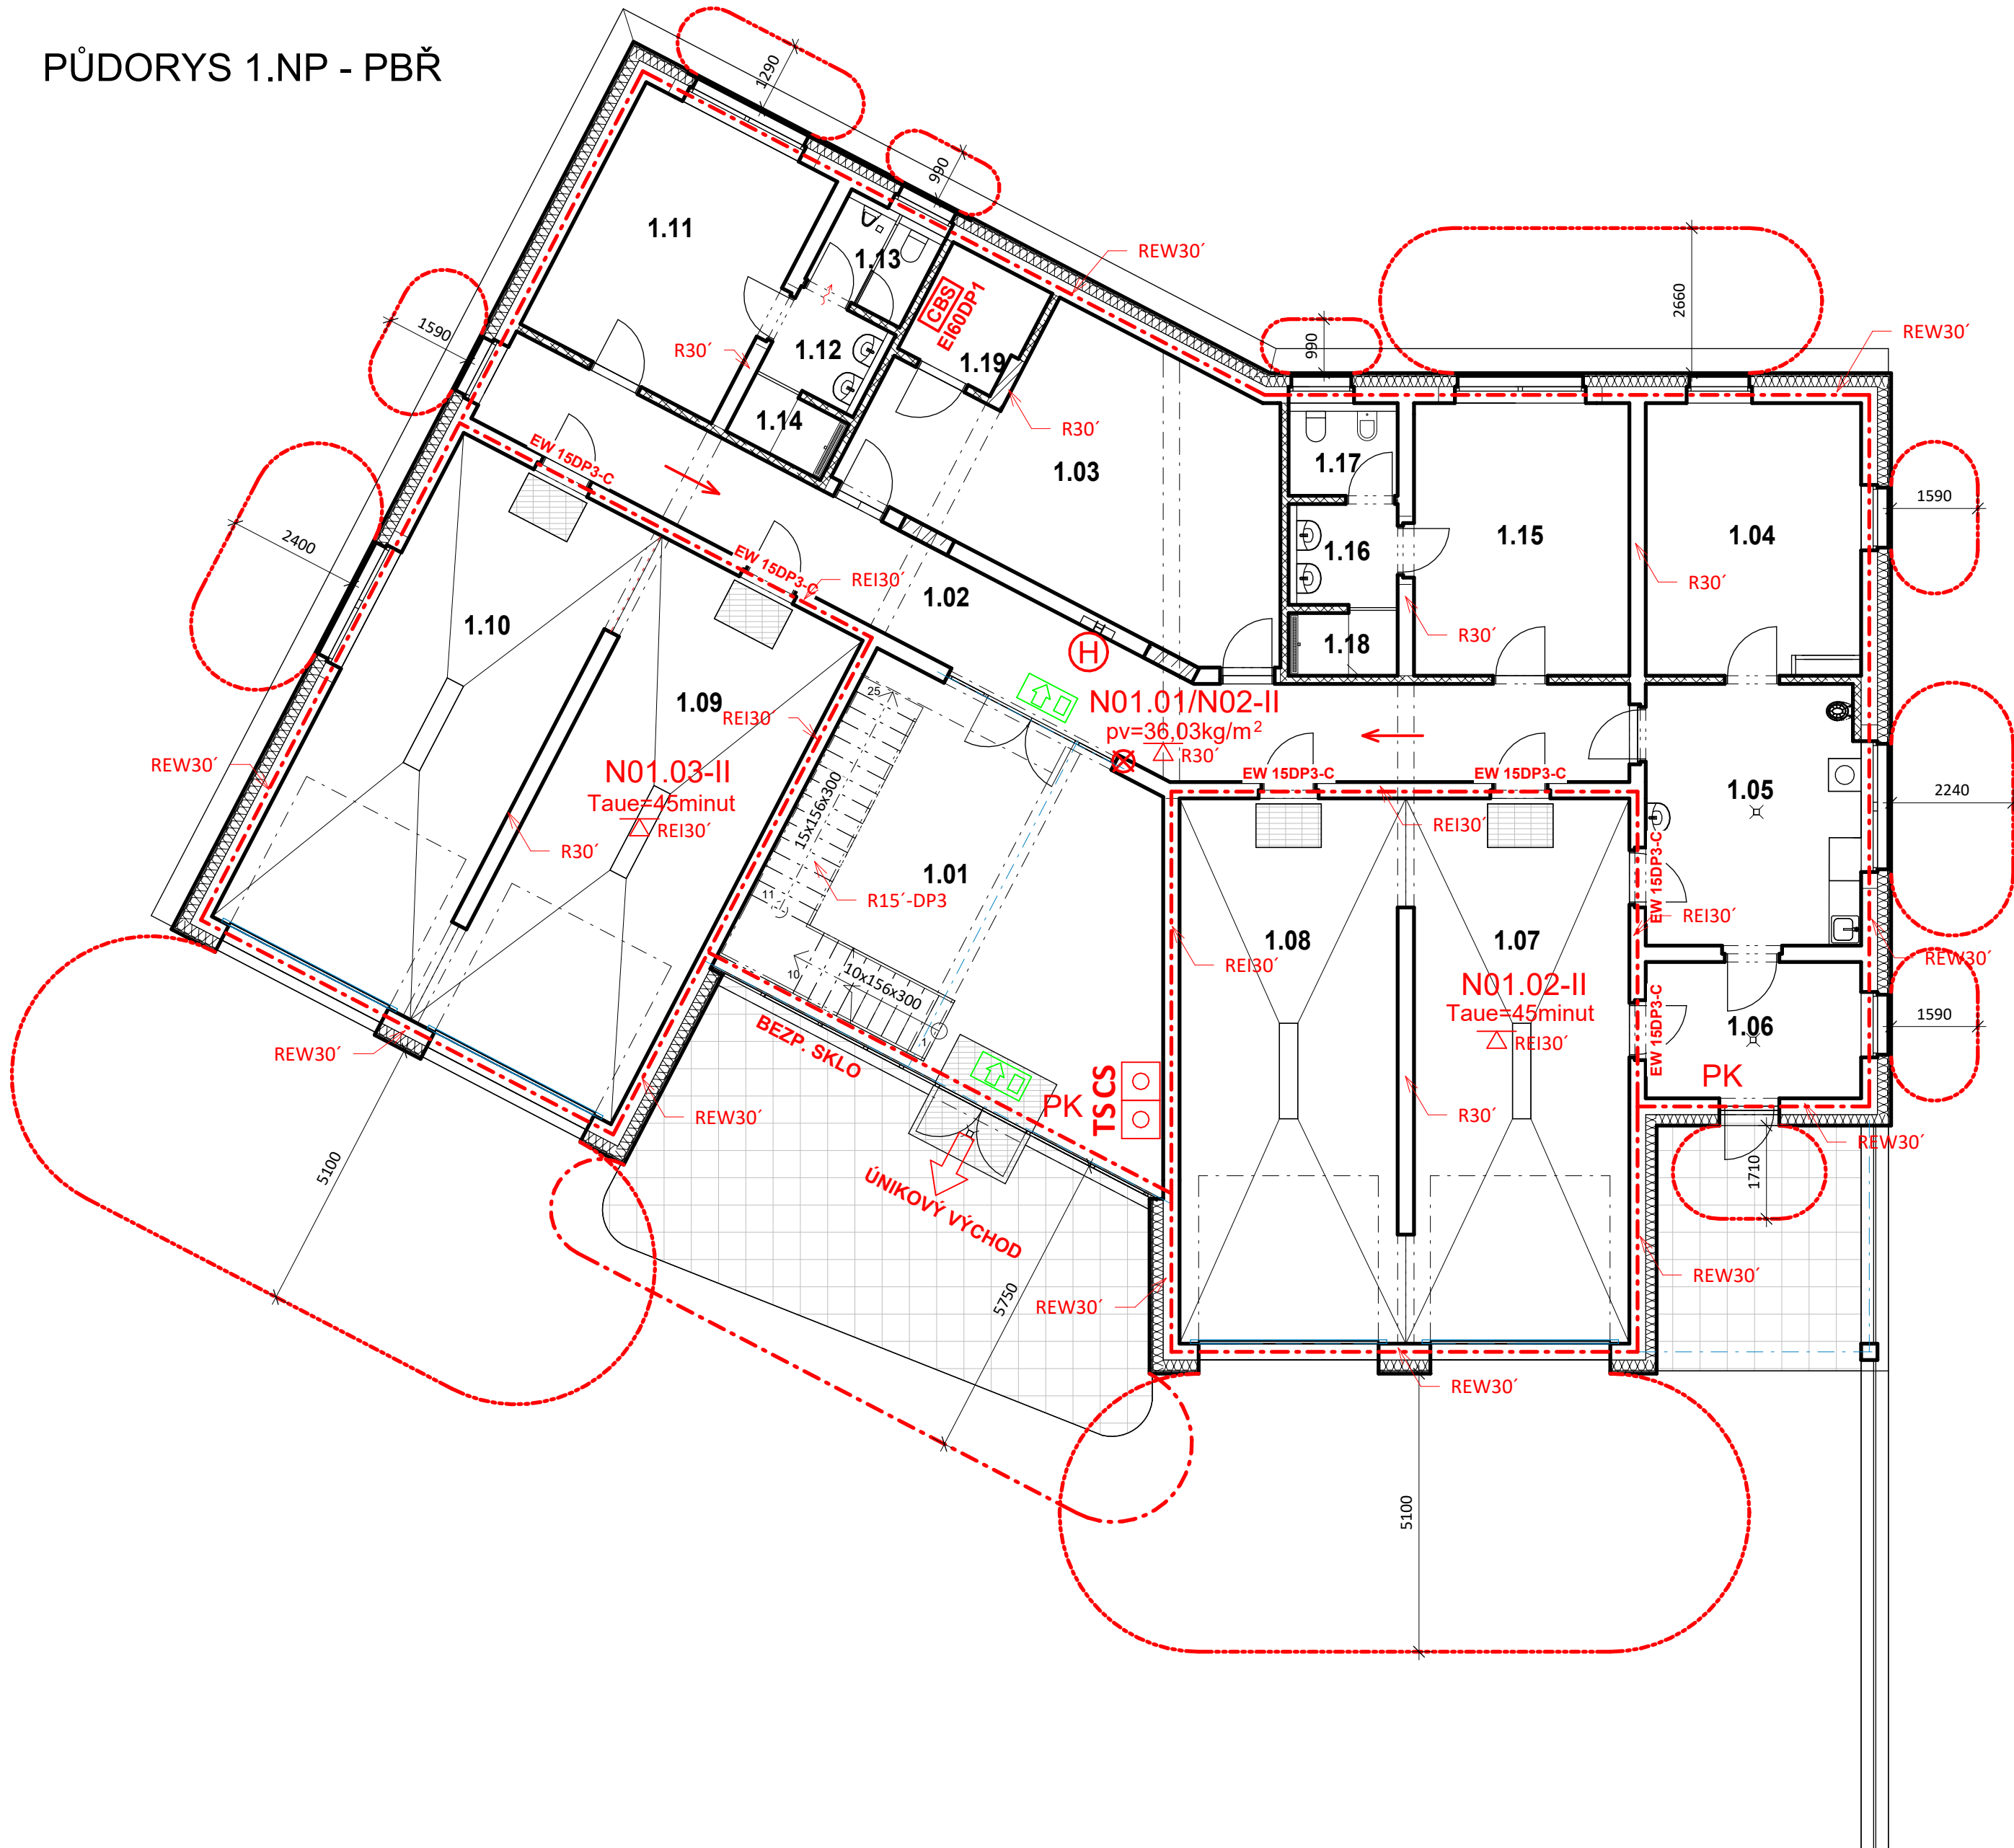 PŮDORYS 1.NP - PBŘ
1290
990
1.11
1.13
REW30´
CBS
EI60DP1
2660
1590
R30´
1.12
1.19
990
REW30´
1.14
R30´
1.03
EW 15DP3-C
1.17
1590
2400
1.16
1.15
1.04
EW 15DP3-C
REI30´
R30´
1.02
1.10
H
H
R30´
1.18
25
1.09
REI30´
N01.01/N02-II
pv=36,03kg/m²
R30´
REW30´
N01.03-II
Taue=45minut
REI30´
EW 15DP3-C
EW 15DP3-C
1.05
2240
15x156x300
REI30´
R30´
1.01
R15´-DP3
11
EW 15DP3-C
REI30´
1.08
1.07
REI30´
REW30´
10
10x156x300
N01.02-II
Taue=45minut
REI30´
EW 15DP3-C
1.06
1590
BEZP. SKLO
1
REW30´
PK
TSCS
PK
REW30´
R30´
REW30´
5100
ÚNIKOVÝ VÝCHOD
1710
5750
REW30´
REW30´
REW30´
5100